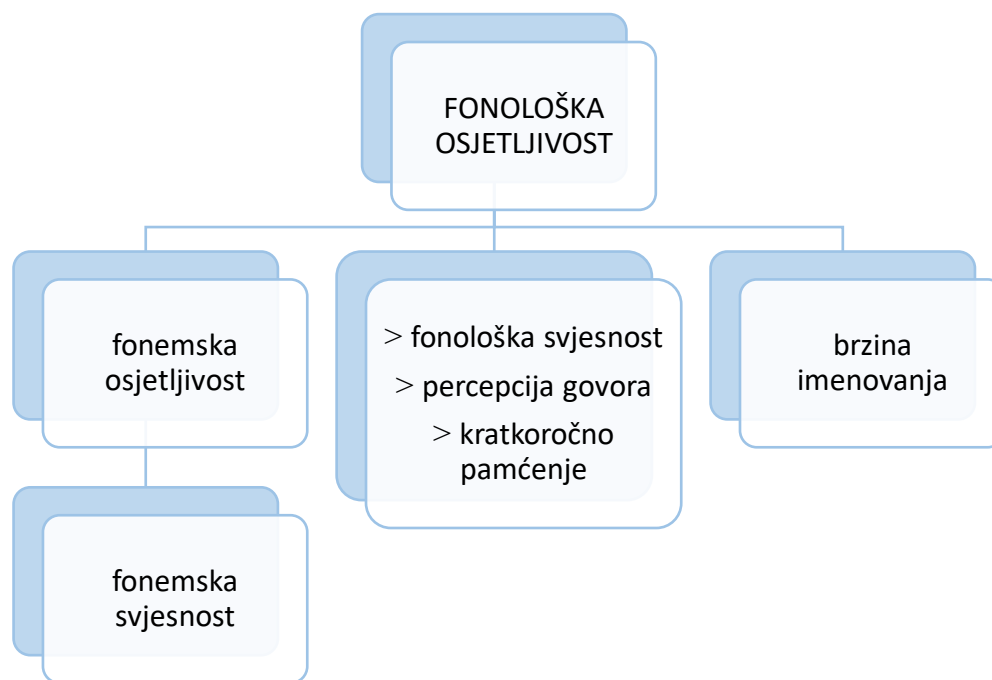 FONOLOŠKA
OSJETLJIVOST
fonemska
osjetljivost
> fonološka svjesnost
> percepcija govora
> kratkoročno
pamćenje
brzina
imenovanja
fonemska
svjesnost